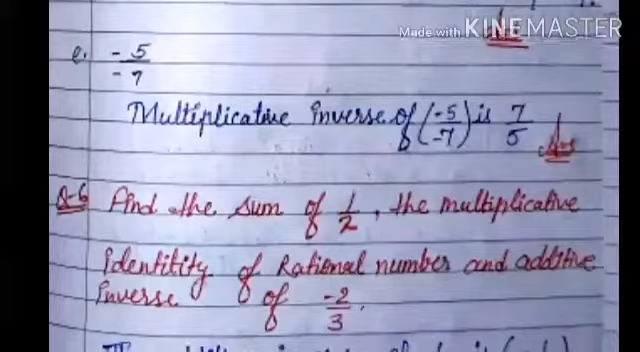 Made with KINEMASTER
e. -5/-7
Multiplicative Inverse of (-5/-7) is 7/5 Ans
Q-6 Find the sum of 1/2, the multiplicative
identitity of Rational number and additive
inverse of -2/3.